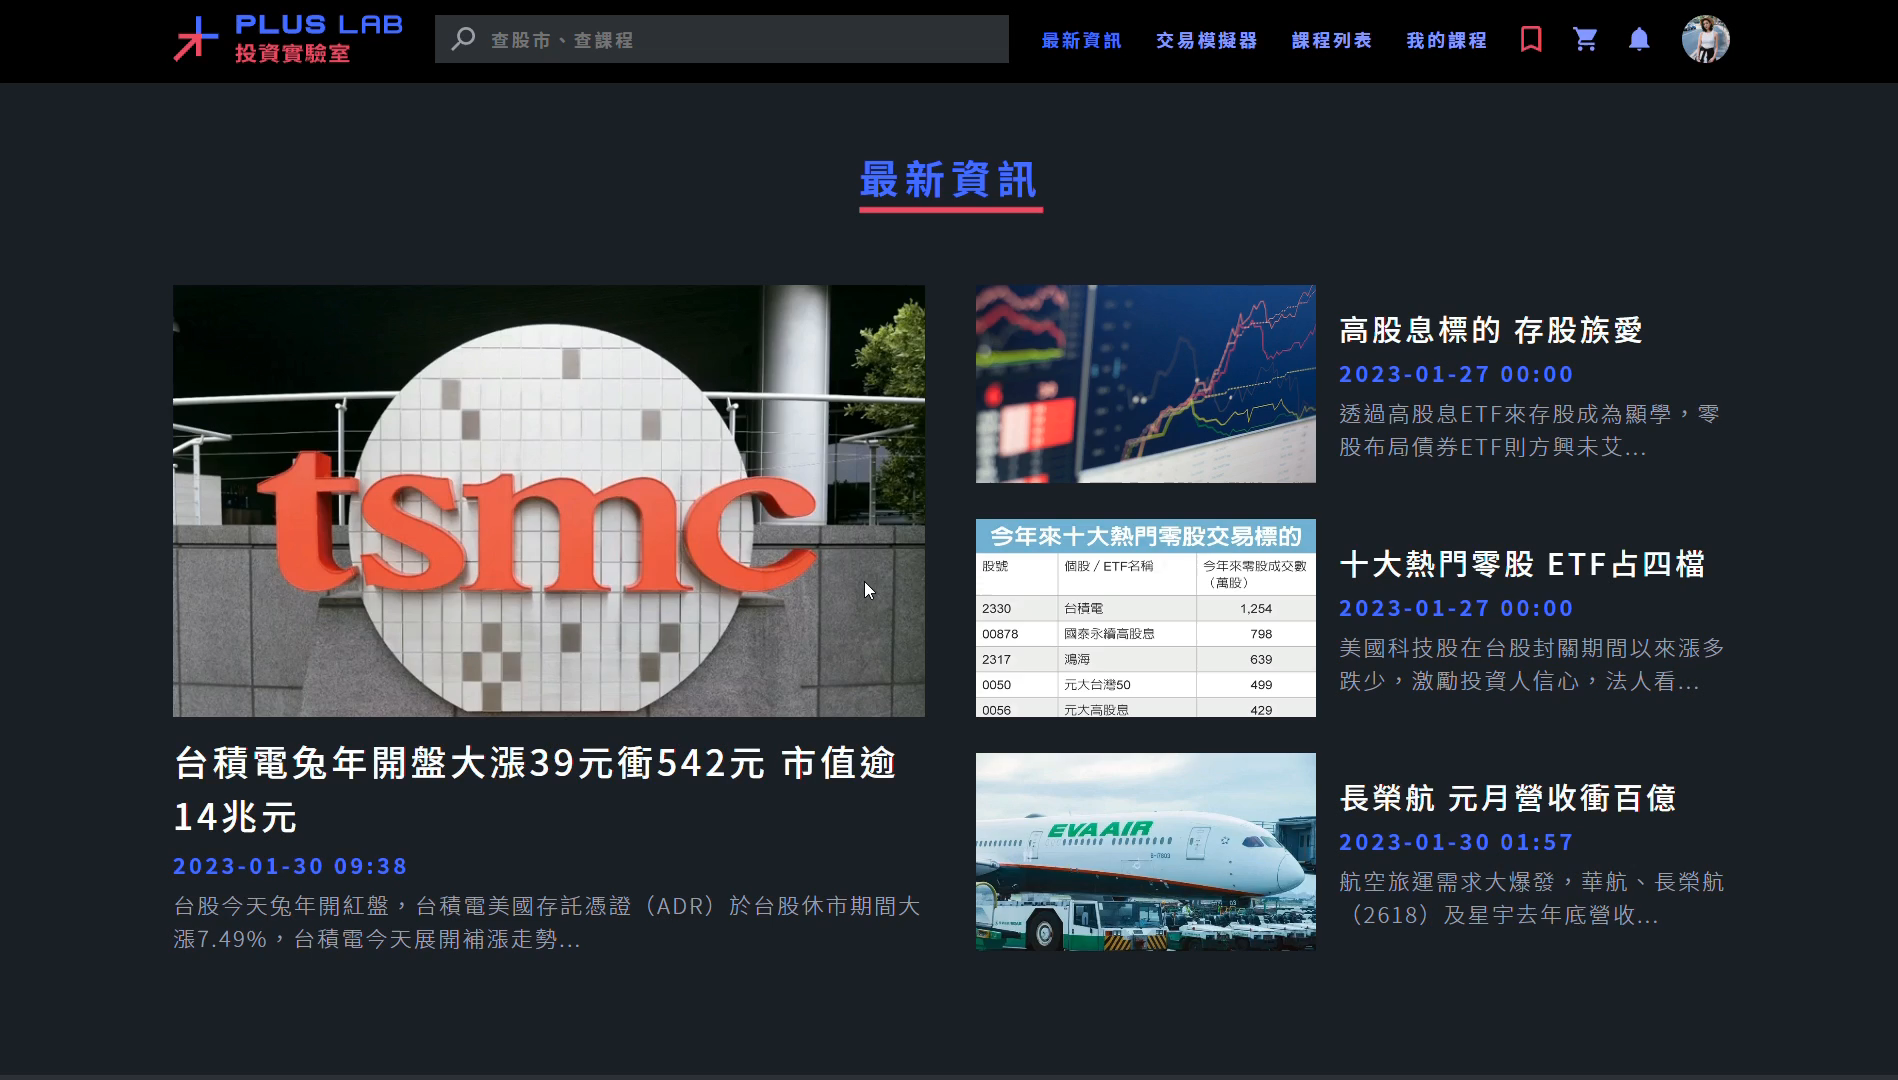 PLUS LAB
投資實驗室
查股市、查課程
最新資訊
交易模擬器
課程列表
我的課程
最新資訊
tsmc
台積電兔年開盤大漲39元衝542元 市值逾
14兆元
2023-01-30 09:38
台股今天兔年開紅盤，台積電美國存託憑證（ADR）於台股休市期間大
漲7.49%，台積電今天展開補漲走勢...
高股息標的 存股族愛
2023-01-27 00:00
透過高股息ETF來存股成為顯學，零
股布局債券ETF則方興未艾...
今年來十大熱門零股交易標的
股號 個股 / ETF名稱 今年來零股成交數
（萬股）
2330 台積電 1,254
00878 國泰永續高股息 798
2317 鴻海 639
0050 元大台灣50 499
0056 元大高股息 429
十大熱門零股 ETF占四檔
2023-01-27 00:00
美國科技股在台股封關期間以來漲多
跌少，激勵投資人信心，法人看...
EVA AIR
長榮航 元月營收衝百億
2023-01-30 01:57
航空旅運需求大爆發，華航、長榮航
（2618）及星宇去年底營收...